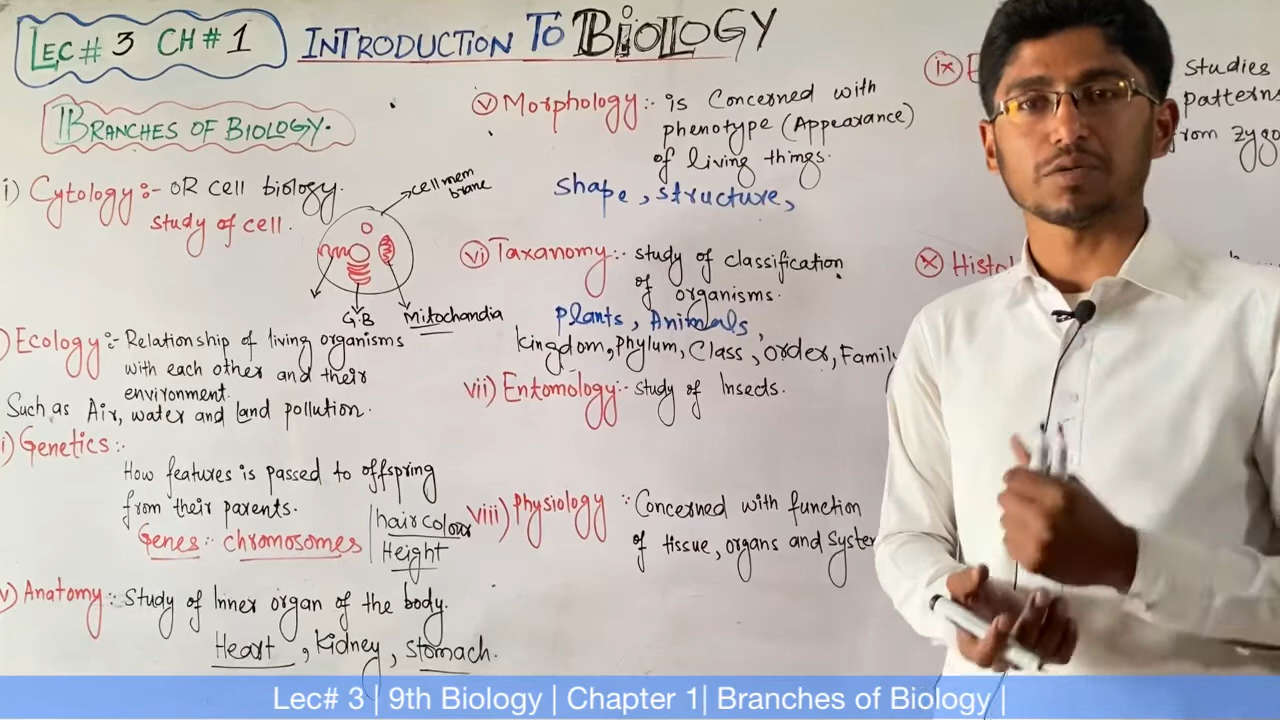 LEC# 3 CH# 1
INTRODUCTION TO BIOLOGY
BRANCHES OF BIOLOGY.
i) Cytology :- OR cell biology.
study of cell.
cell mem
brane
G.B
Mitochandia
) Ecology :- Relationship of living organisms
with each other and their
environment.
Such as Air, water and land pollution.
i) Genetics :-
How features is passed to offspring
from their parents.
Genes :- chromosomes
hair colour
Height
v) Anatomy :- Study of Inner organ of the body.
Heart, Kidney, stomach.
v Morphology :- is Concerned with
phenotype (Appearance)
of living things.
shape, structure,
vi Taxanomy :- study of classification
of organisms.
plants, Animals,
kingdom, phylum, Class, order, Famil
vii) Entomology :- study of Insects.
viii) Physiology :- Concerned with function
of tissue, organs and system
ix
studies
patterns
rom zygo
x Histol
Lec# 3 | 9th Biology | Chapter 1| Branches of Biology |